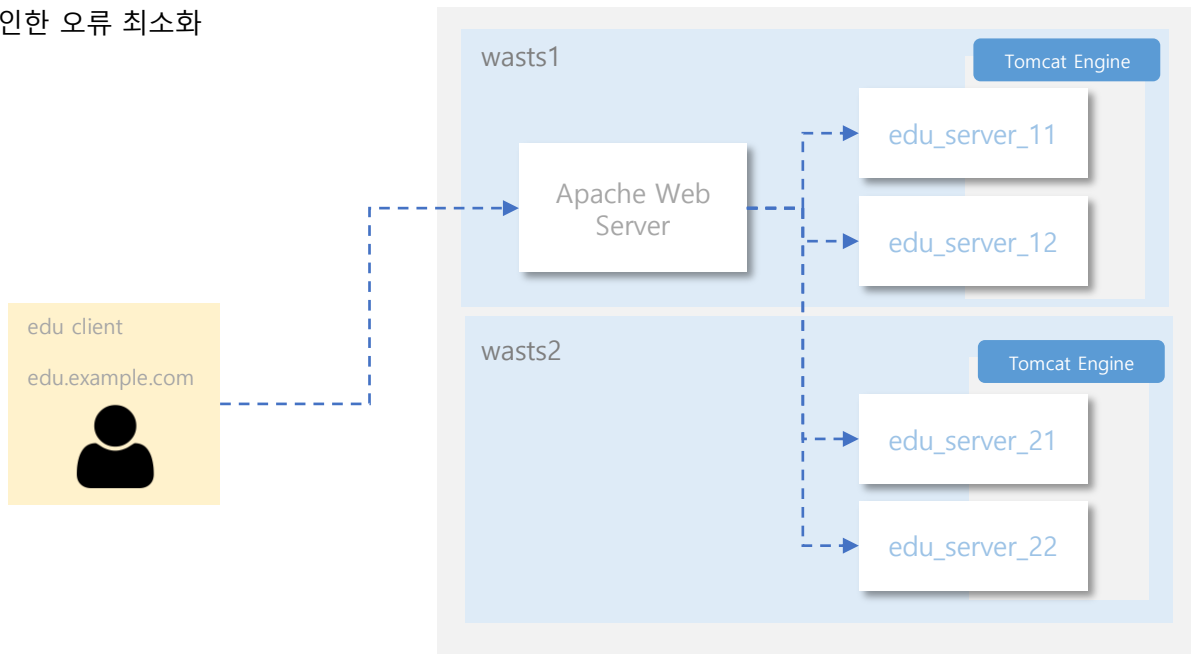 인한 오류 최소화
wasts1
Tomcat Engine
edu_server_11
Apache Web
Server
edu_server_12
edu client
edu.example.com
wasts2
Tomcat Engine
edu_server_21
edu_server_22